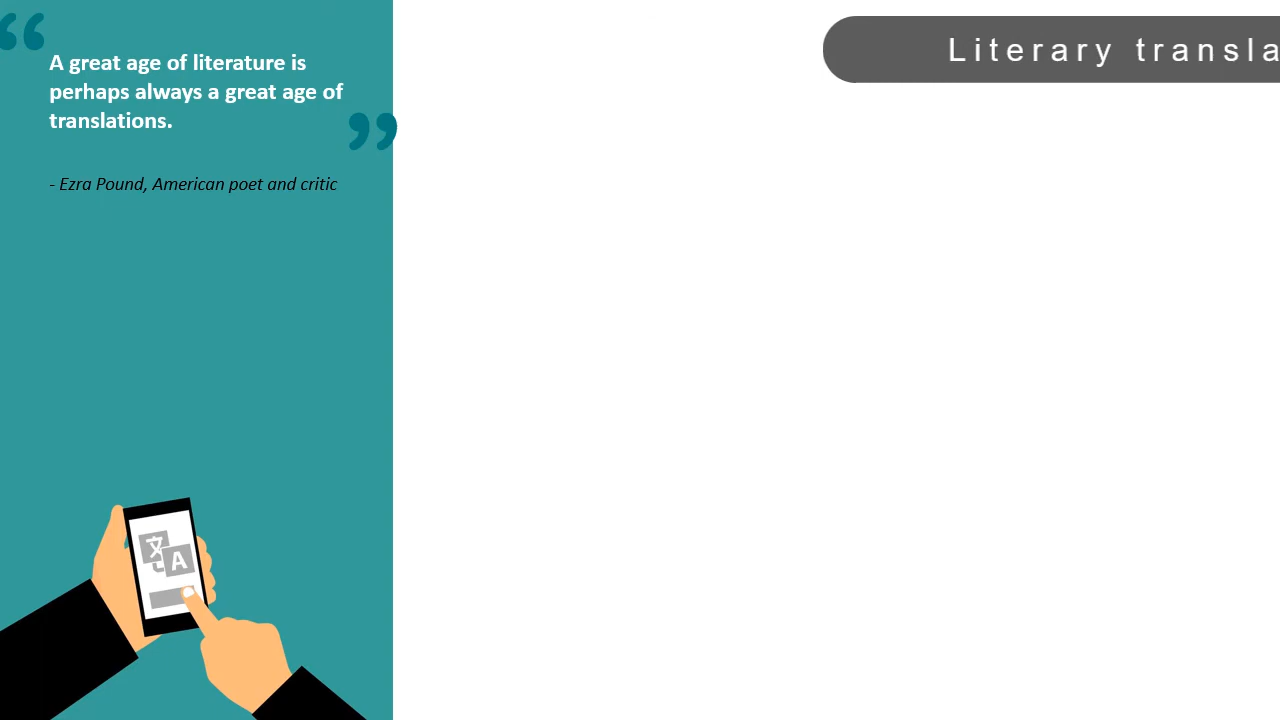 “
A great age of literature is
perhaps always a great age of
translations.
”
- Ezra Pound, American poet and critic
Literary transla
文
A